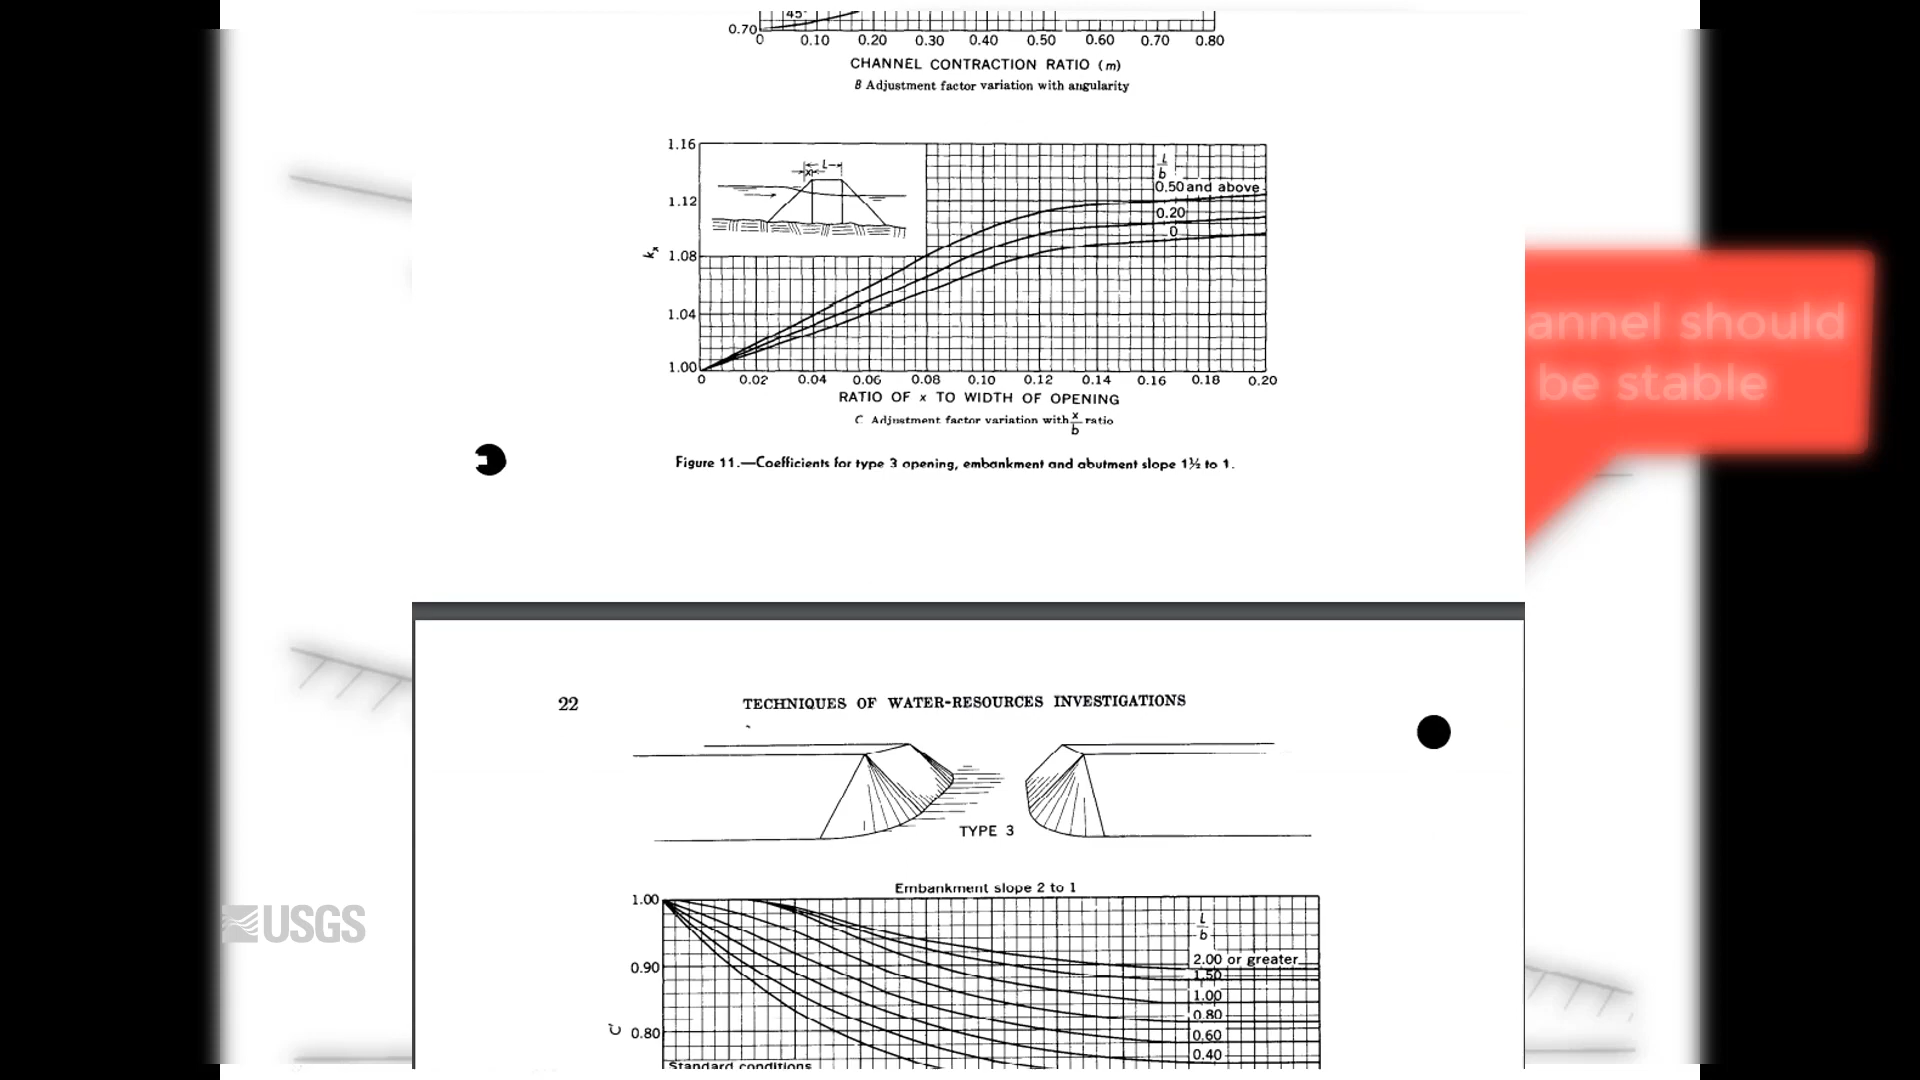 45°
0.70
0 0.10 0.20 0.30 0.40 0.50 0.60 0.70 0.80
CHANNEL CONTRACTION RATIO (m)
B Adjustment factor variation with angularity
1.16
1.12
1.08
1.04
1.00
kx
L
x
L
b
0.50 and above
0.20
0
0 0.02 0.04 0.06 0.08 0.10 0.12 0.14 0.16 0.18 0.20
RATIO OF x TO WIDTH OF OPENING
C Adjustment factor variation with x/b ratio
Figure 11.—Coefficients for type 3 opening, embankment and abutment slope 1½ to 1.
annel should
be stable
22
TECHNIQUES OF WATER-RESOURCES INVESTIGATIONS
TYPE 3
Embankment slope 2 to 1
1.00
0.90
C'
0.80
L
b
2.00 or greater
1.50
1.00
0.80
0.60
0.40
Standard conditions
USGS